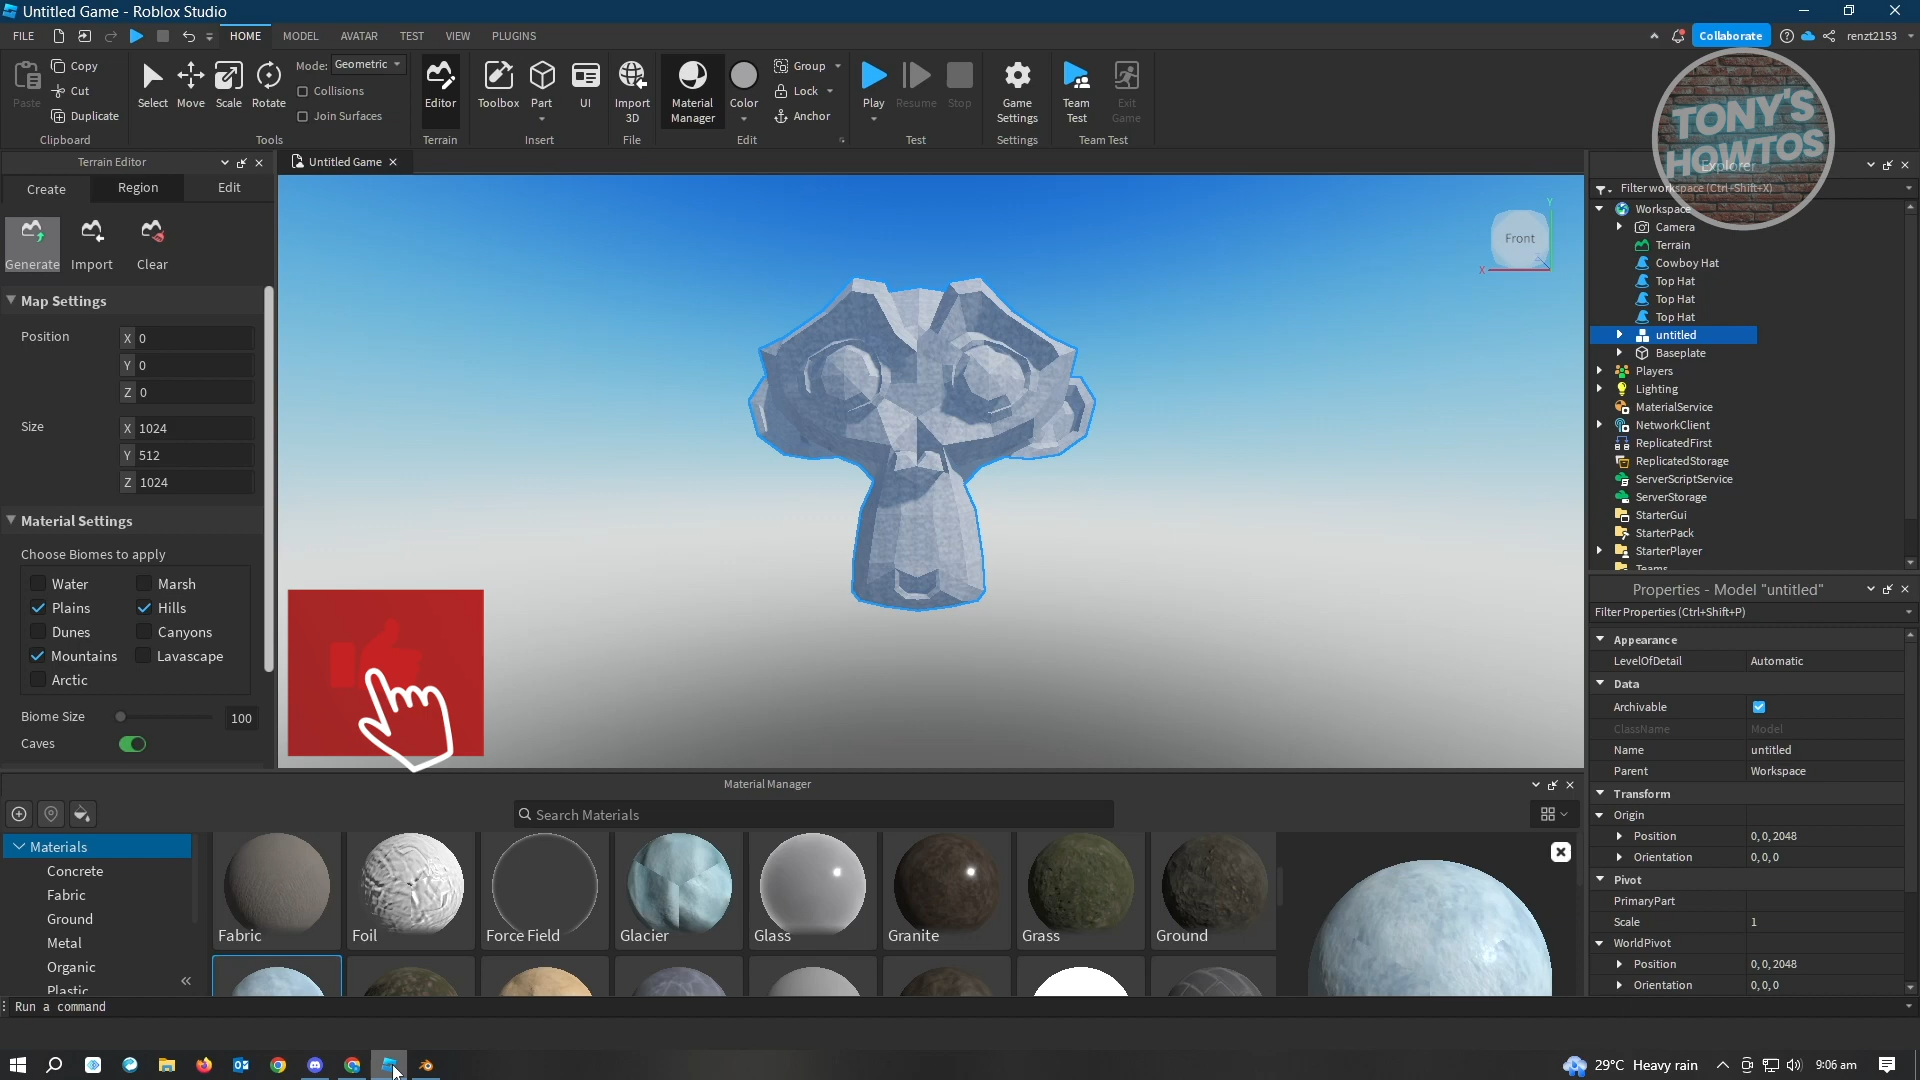 Untitled Game - Roblox Studio
FILE HOME MODEL AVATAR TEST VIEW PLUGINS Collaborate renzt2153
Paste Copy Cut Duplicate Clipboard
Select Move Scale Rotate Mode: Geometric Collisions Join Surfaces Tools
Editor Terrain
Toolbox Part UI Insert
Import 3D File
Material Manager Color Group Lock Anchor Edit
Play Resume Stop Test
Game Settings Settings
Team Test Exit Game Team Test
TONY'S HOWTOS
Terrain Editor
Untitled Game
Create Region Edit
Generate Import Clear
Map Settings
Position X 0
Y 0
Z 0
Size X 1024
Y 512
Z 1024
Material Settings
Choose Biomes to apply
Water Marsh
Plains Hills
Dunes Canyons
Mountains Lavascape
Arctic
Biome Size 100
Caves
Front
Y
X
Explorer
Filter workspace (Ctrl+Shift+X)
Workspace
Camera
Terrain
Cowboy Hat
Top Hat
Top Hat
Top Hat
untitled
Baseplate
Players
Lighting
MaterialService
NetworkClient
ReplicatedFirst
ReplicatedStorage
ServerScriptService
ServerStorage
StarterGui
StarterPack
StarterPlayer
Teams
Properties - Model "untitled"
Filter Properties (Ctrl+Shift+P)
Appearance
LevelOfDetail Automatic
Data
Archivable
ClassName Model
Name untitled
Parent Workspace
Transform
Origin
Position 0, 0, 2048
Orientation 0, 0, 0
Pivot
PrimaryPart
Scale 1
WorldPivot
Position 0, 0, 2048
Orientation 0, 0, 0
Material Manager
Search Materials
Materials
Concrete
Fabric
Ground
Metal
Organic
Plastic
Fabric Foil Force Field Glacier Glass Granite Grass Ground
Run a command
29°C Heavy rain 9:06 am